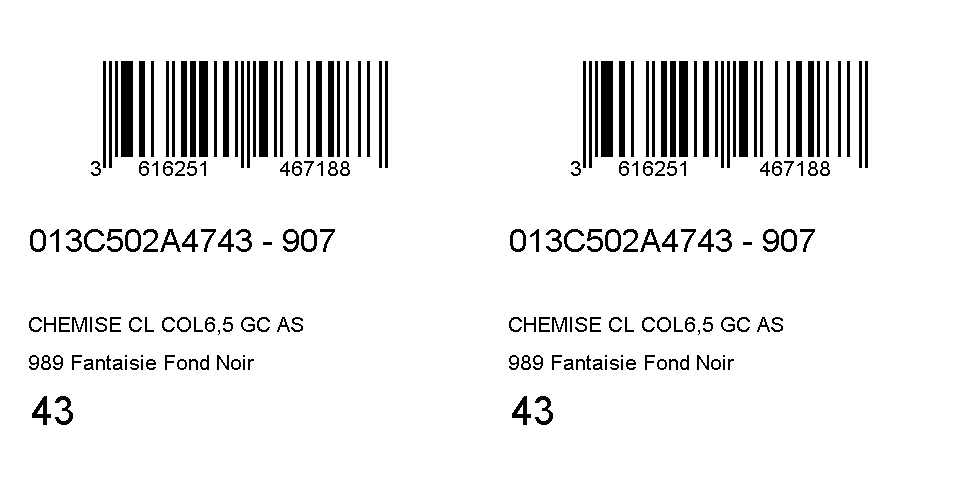 3 616251 467188
013C502A4743 - 907
CHEMISE CL COL6,5 GC AS
989 Fantaisie Fond Noir
43
3 616251 467188
013C502A4743 - 907
CHEMISE CL COL6,5 GC AS
989 Fantaisie Fond Noir
43